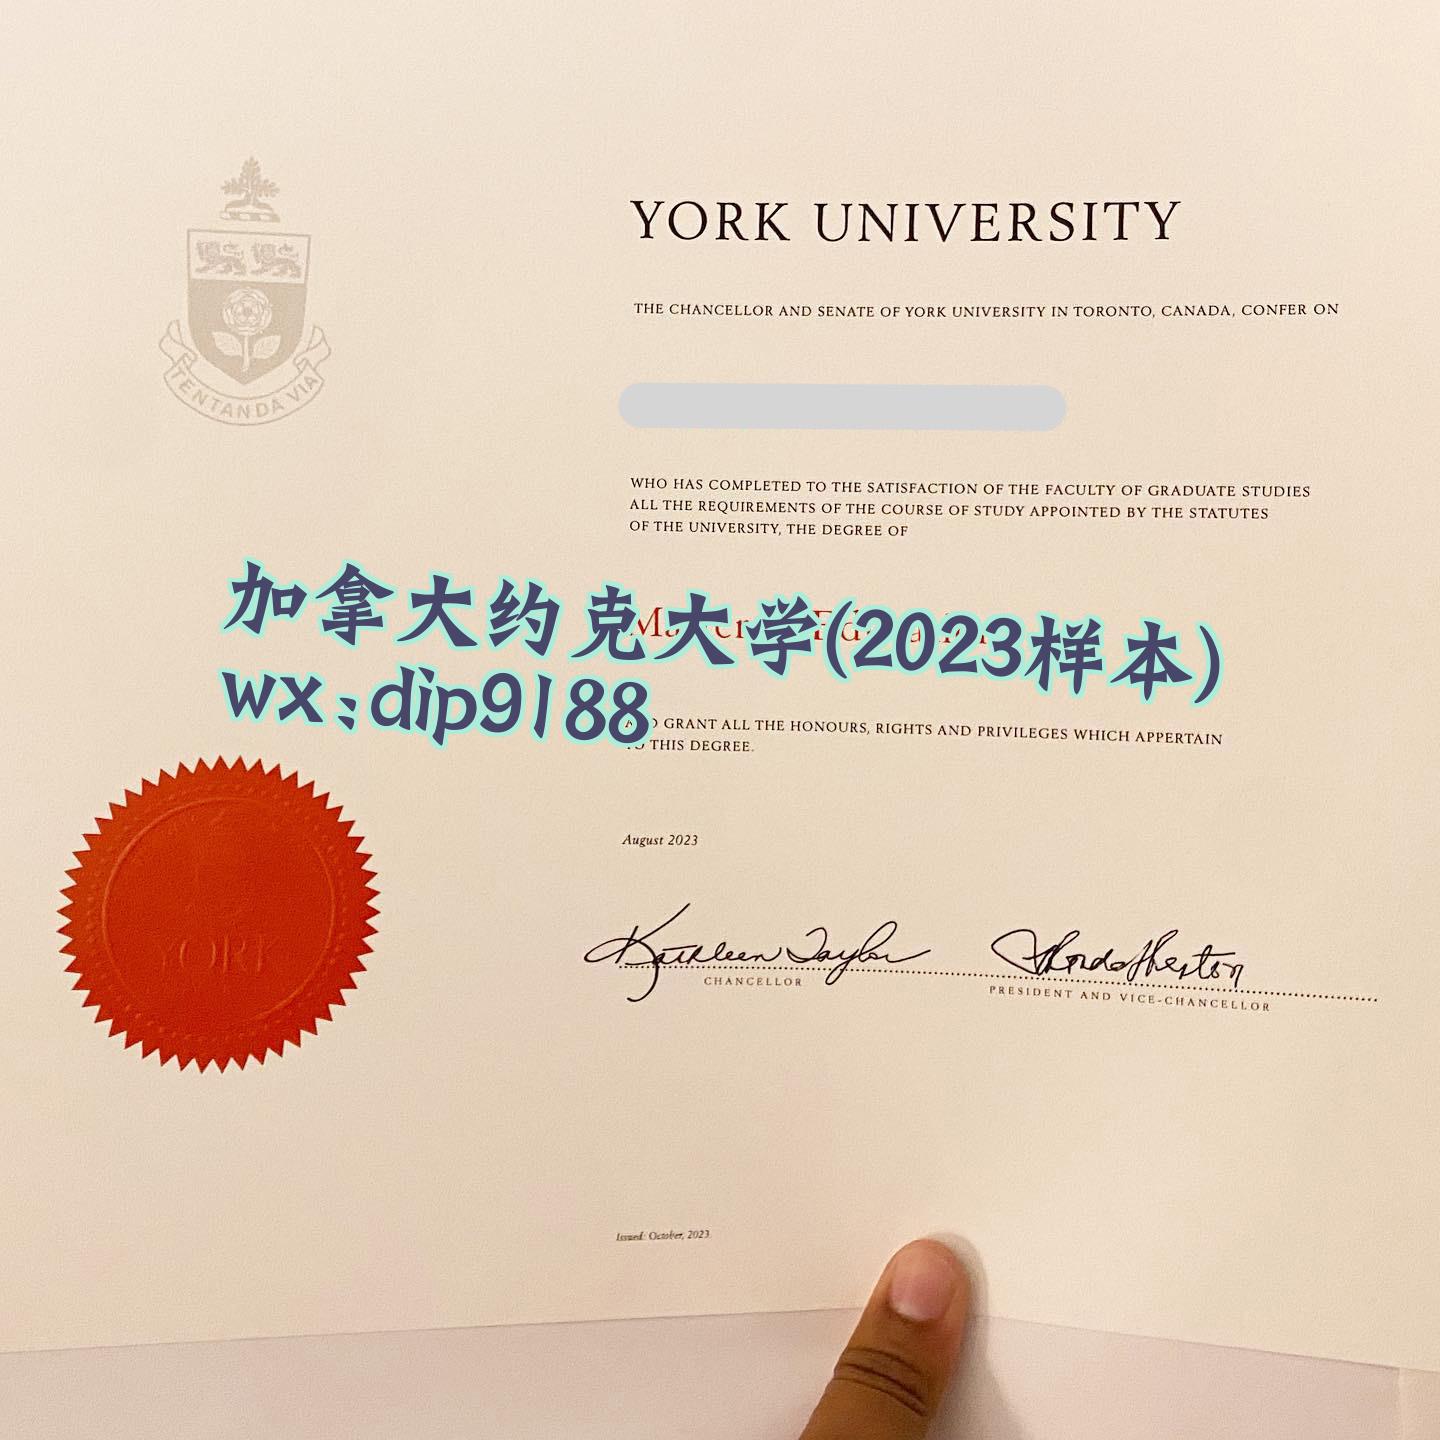 TENTANDA VIA
YORK UNIVERSITY
THE CHANCELLOR AND SENATE OF YORK UNIVERSITY IN TORONTO, CANADA, CONFER ON
WHO HAS COMPLETED TO THE SATISFACTION OF THE FACULTY OF GRADUATE STUDIES
ALL THE REQUIREMENTS OF THE COURSE OF STUDY APPOINTED BY THE STATUTES
OF THE UNIVERSITY, THE DEGREE OF
加拿大约克大学(2023样本)
wx:dip9188
GRANT ALL THE HONOURS, RIGHTS AND PRIVILEGES WHICH APPERTAIN
THIS DEGREE.
August 2023
YORK
Kathleen Taylor
CHANCELLOR
PRESIDENT AND VICE-CHANCELLOR
Issued: October, 2023.